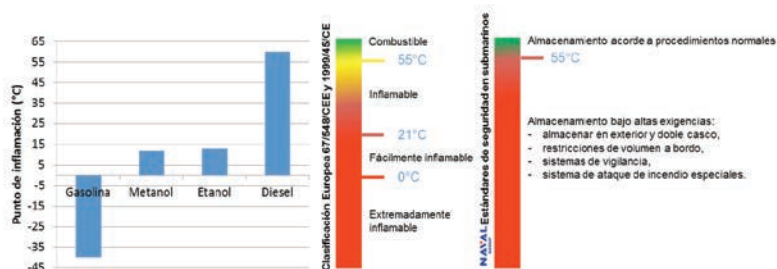 Punto de inflamación (°C)
65
55
45
35
25
15
5
-5
-15
-25
-35
-45
Gasolina Metanol Etanol Diesel
Clasificación Europea 67/548/CEE y 1999/45/CE
Combustible
55°C
Inflamable
21°C
Fácilmente inflamable
0°C
Extremadamente
inflamable
NAVAL Estándares de seguridad en submarinos
Almacenamiento acorde a procedimientos normales
55°C
Almacenamiento bajo altas exigencias:
- almacenar en exterior y doble casco,
- restricciones de volumen a bordo,
- sistemas de vigilancia,
- sistema de ataque de incendio especiales.